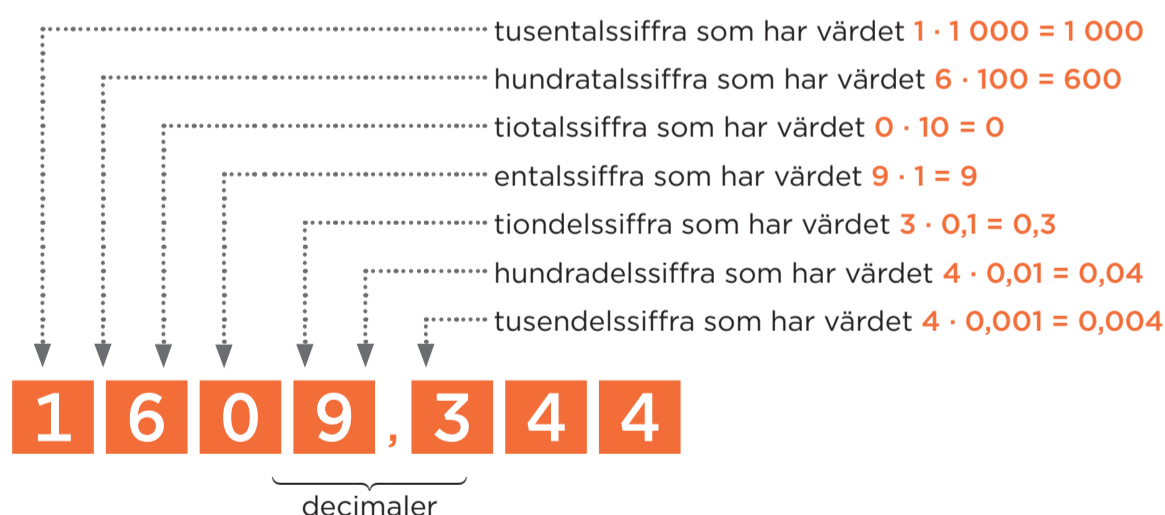 tusentalssiffra som har värdet 1 · 1 000 = 1 000
hundratalssiffra som har värdet 6 · 100 = 600
tiotalssiffra som har värdet 0 · 10 = 0
entalssiffra som har värdet 9 · 1 = 9
tiondelssiffra som har värdet 3 · 0,1 = 0,3
hundradelssiffra som har värdet 4 · 0,01 = 0,04
tusendelssiffra som har värdet 4 · 0,001 = 0,004
1 6 0 9 , 3 4 4
decimaler